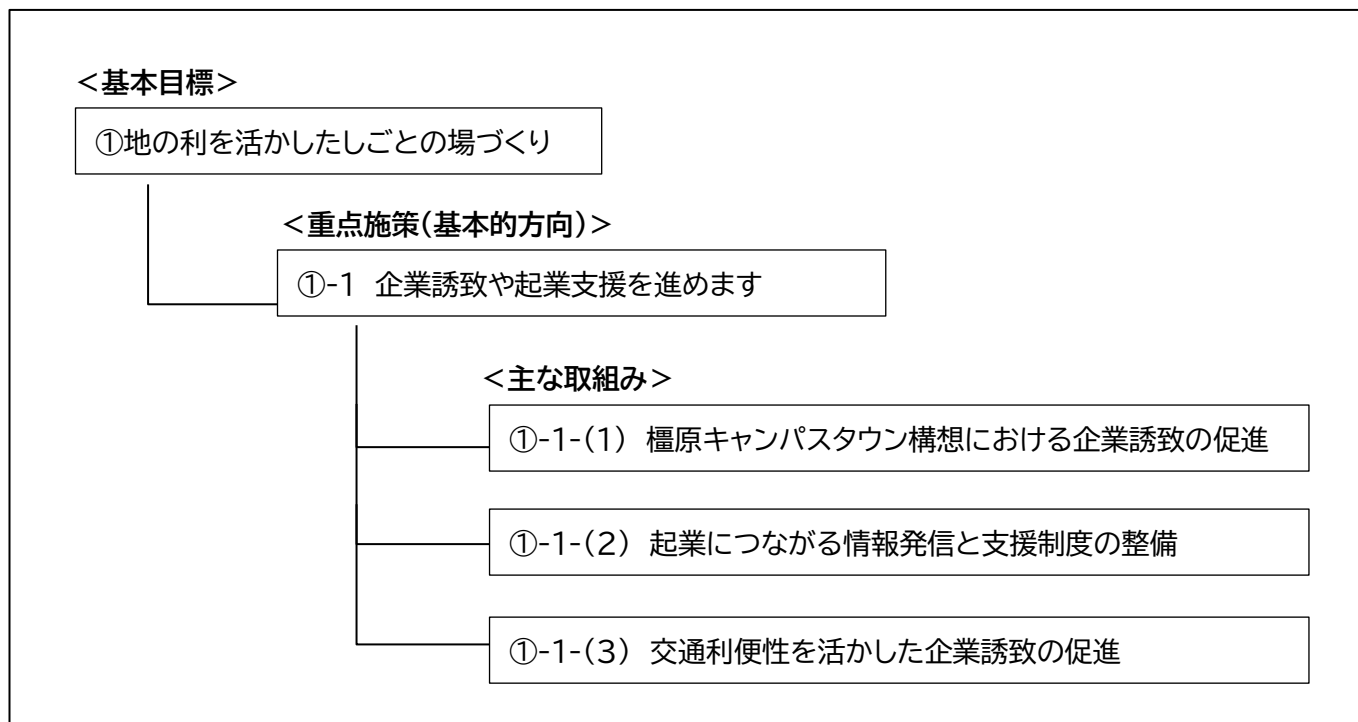 ＜基本目標＞
①地の利を活かしたしごとの場づくり
＜重点施策(基本的方向)＞
①-1 企業誘致や起業支援を進めます
＜主な取組み＞
①-1-(1) 橿原キャンパスタウン構想における企業誘致の促進
①-1-(2) 起業につながる情報発信と支援制度の整備
①-1-(3) 交通利便性を活かした企業誘致の促進